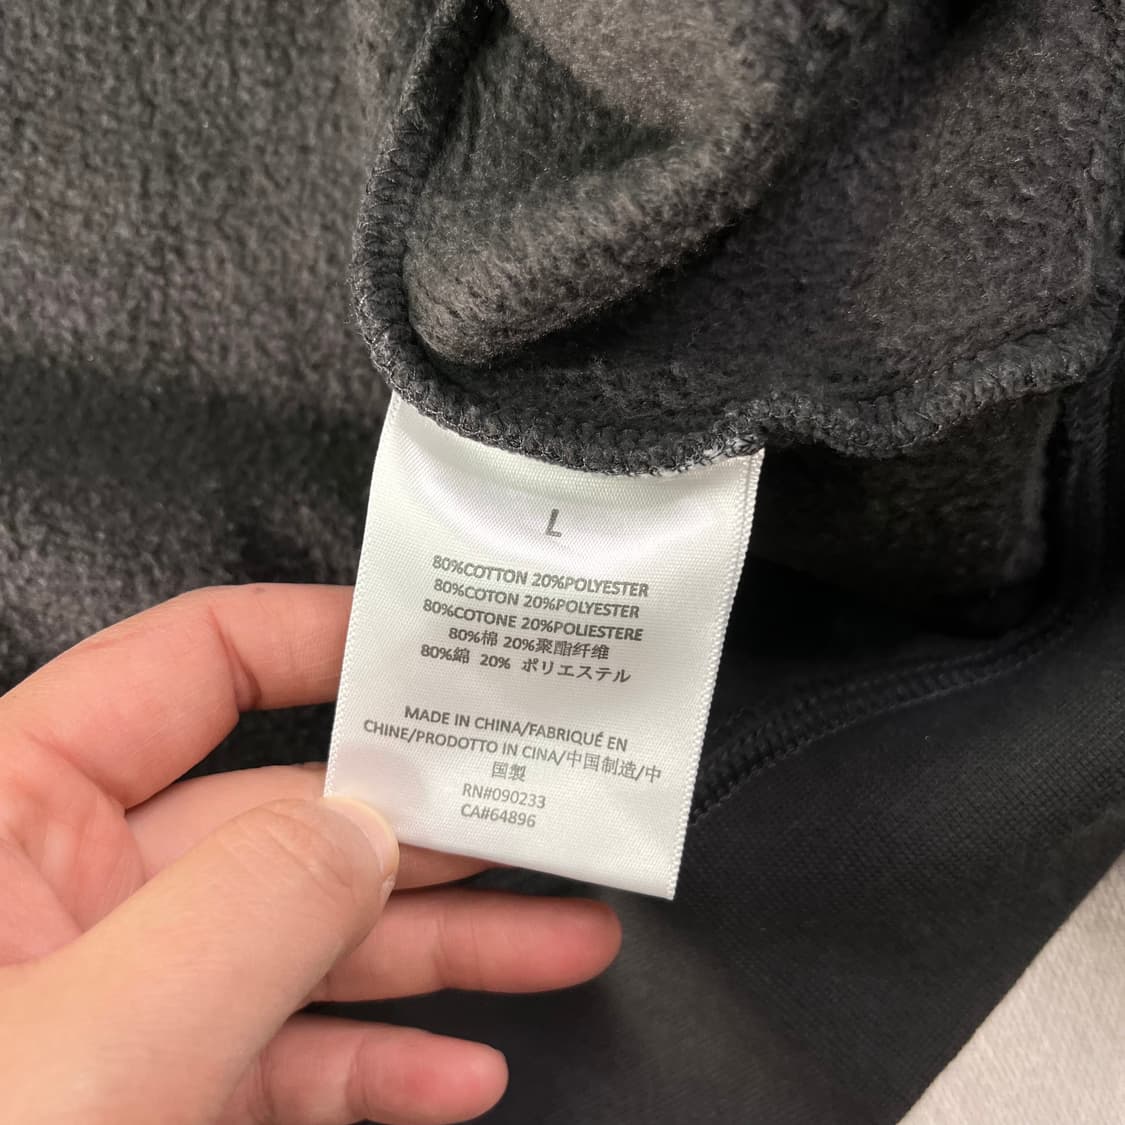 L
80%COTTON 20%POLYESTER
80%COTON 20%POLYESTER
80%COTONE 20%POLIESTERE
80%棉 20%聚酯纤维
80%綿 20% ポリエステル
MADE IN CHINA/FABRIQUÉ EN
CHINE/PRODOTTO IN CINA/中国制造/中
国製
RN#090233
CA#64896